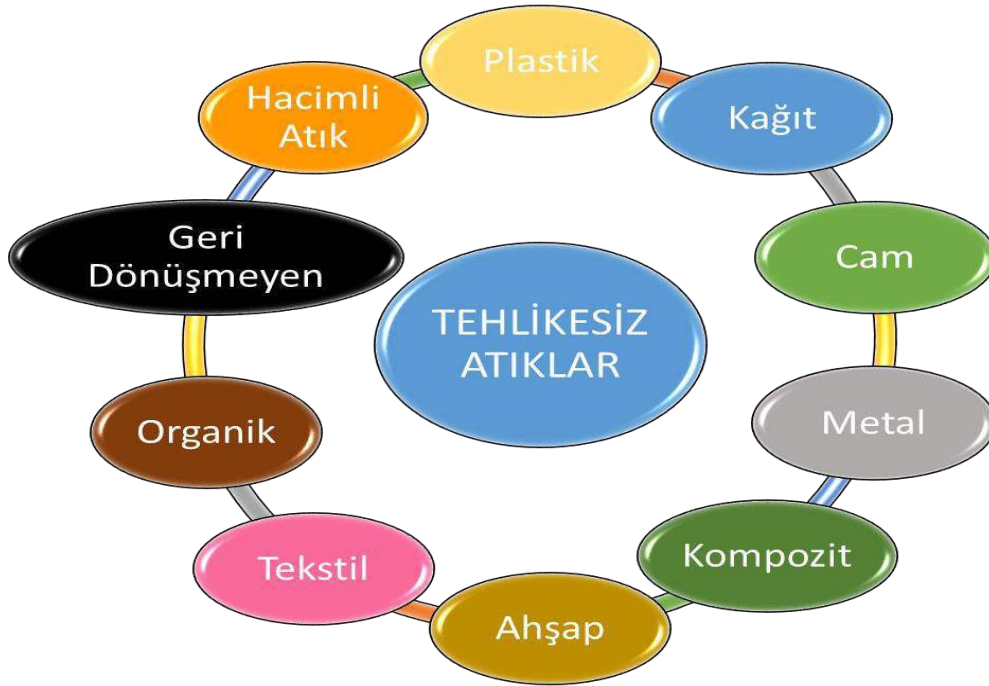 Plastik
Kağıt
Cam
Metal
Kompozit
Ahşap
Tekstil
Organik
Geri
Dönüşmeyen
Hacimli
Atık
TEHLİKESİZ
ATIKLAR